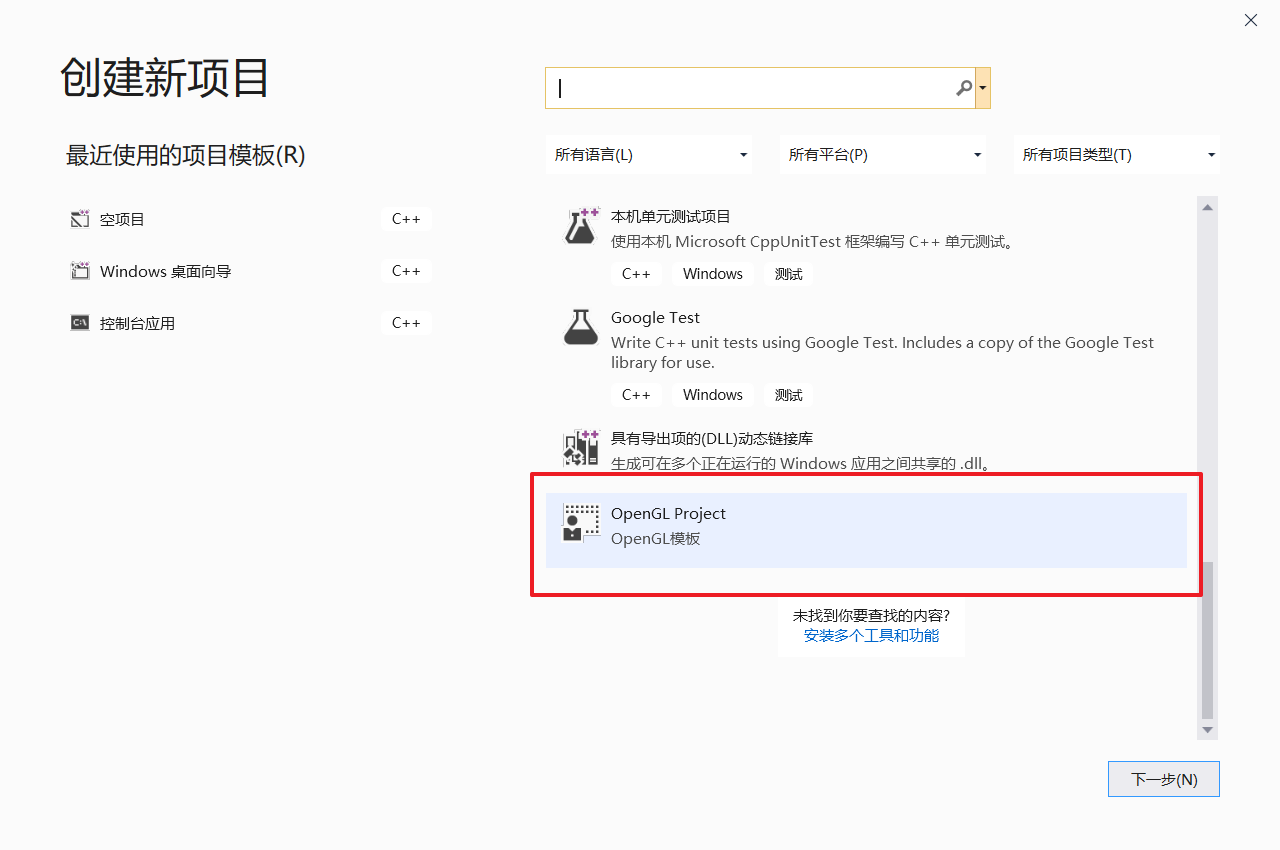 创建新项目
最近使用的项目模板(R)
空项目
C++
Windows 桌面向导
C++
控制台应用
C++
所有语言(L)
所有平台(P)
所有项目类型(T)
本机单元测试项目
使用本机 Microsoft CppUnitTest 框架编写 C++ 单元测试。
C++
Windows
测试
Google Test
Write C++ unit tests using Google Test. Includes a copy of the Google Test
library for use.
C++
Windows
测试
具有导出项的(DLL)动态链接库
生成可在多个正在运行的 Windows 应用之间共享的 .dll。
OpenGL Project
OpenGL模板
未找到你要查找的内容?
安装多个工具和功能
下一步(N)